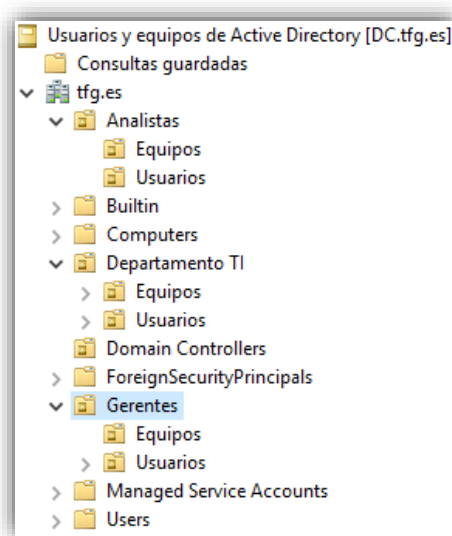 Usuarios y equipos de Active Directory [DC.tfg.es]
Consultas guardadas
tfg.es
Analistas
Equipos
Usuarios
Builtin
Computers
Departamento TI
Equipos
Usuarios
Domain Controllers
ForeignSecurityPrincipals
Gerentes
Equipos
Usuarios
Managed Service Accounts
Users